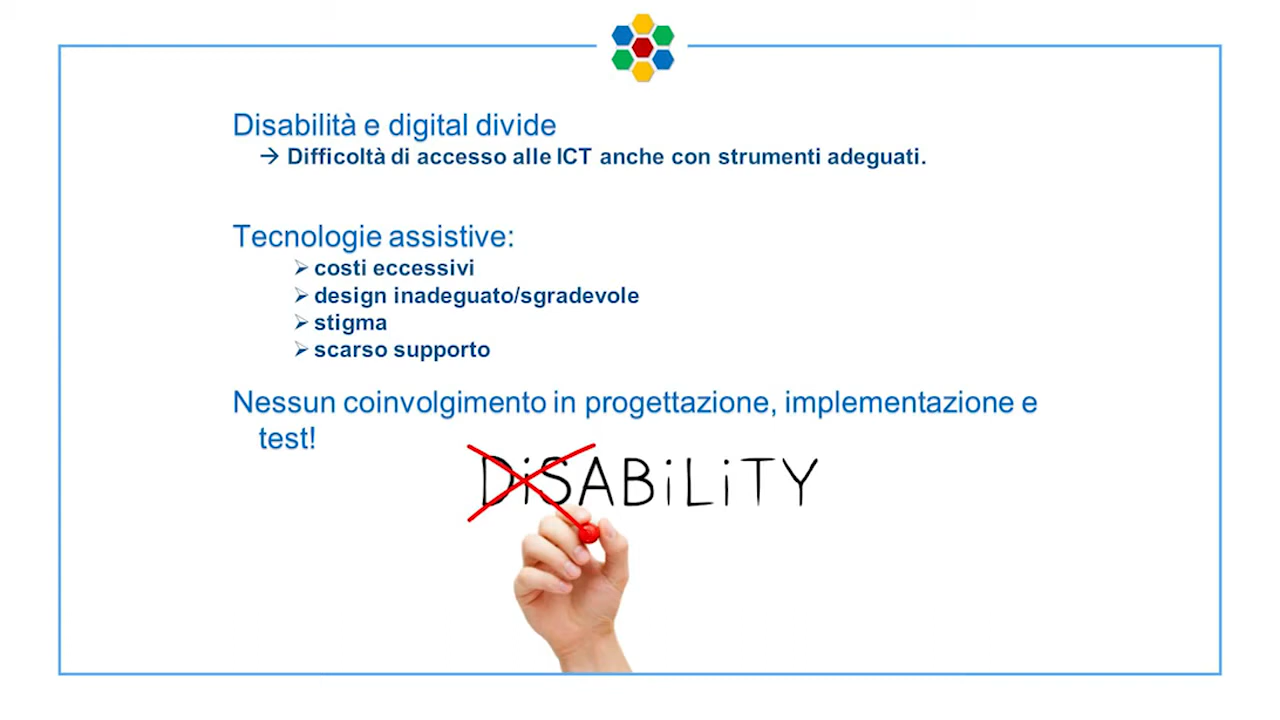 Disabilità e digital divide
→ Difficoltà di accesso alle ICT anche con strumenti adeguati.
Tecnologie assistive:
➢ costi eccessivi
➢ design inadeguato/sgradevole
➢ stigma
➢ scarso supporto
Nessun coinvolgimento in progettazione, implementazione e
test!
DiSABiLiTY